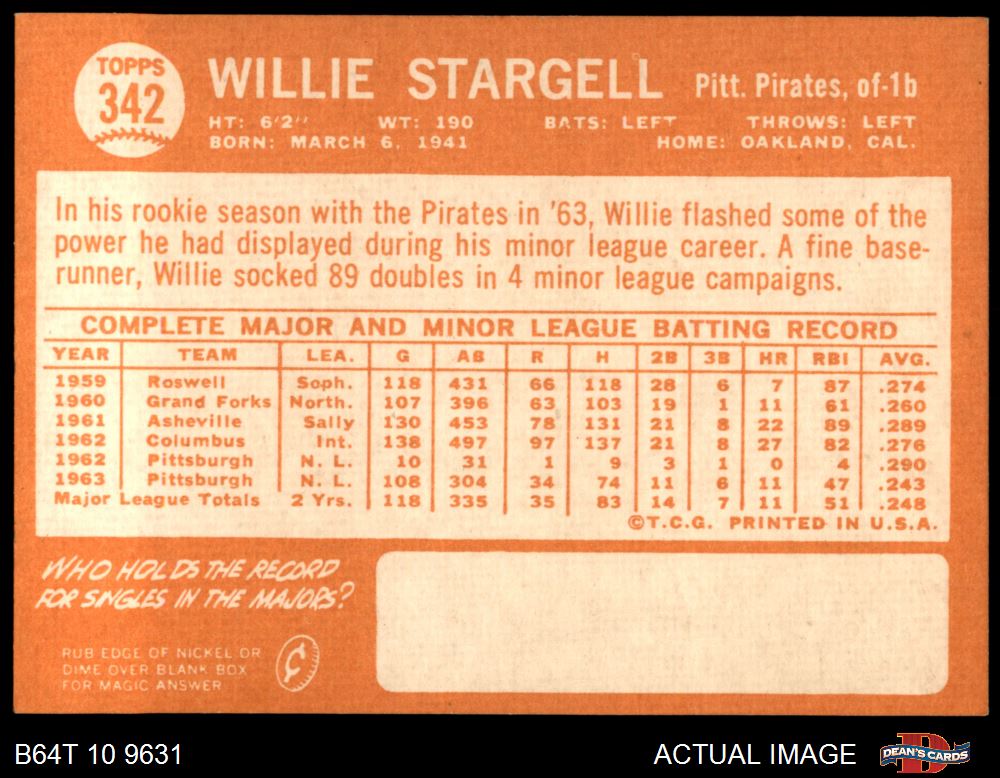 TOPPS
342
WILLIE STARGELL Pitt. Pirates, of-1b
HT: 6'2" WT: 190 BATS: LEFT THROWS: LEFT
BORN: MARCH 6, 1941 HOME: OAKLAND, CAL.
In his rookie season with the Pirates in '63, Willie flashed some of the
power he had displayed during his minor league career. A fine base-
runner, Willie socked 89 doubles in 4 minor league campaigns.
COMPLETE MAJOR AND MINOR LEAGUE BATTING RECORD
YEAR TEAM LEA. G AB R H 2B 3B HR RBI AVG.
1959 Roswell Soph. 118 431 66 118 28 6 7 87 .274
1960 Grand Forks North. 107 396 63 103 19 1 11 61 .260
1961 Asheville Sally 130 453 78 131 21 8 22 89 .289
1962 Columbus Int. 138 497 97 137 21 8 27 82 .276
1962 Pittsburgh N. L. 10 31 1 9 3 1 0 4 .290
1963 Pittsburgh N. L. 108 304 34 74 11 6 11 47 .243
Major League Totals 2 Yrs. 118 335 35 83 14 7 11 51 .248
©T.C.G. PRINTED IN U.S.A.
WHO HOLDS THE RECORD
FOR SINGLES IN THE MAJORS?
RUB EDGE OF NICKEL OR
DIME OVER BLANK BOX
FOR MAGIC ANSWER
¢
B64T 10 9631 ACTUAL IMAGE DEAN'S CARDS